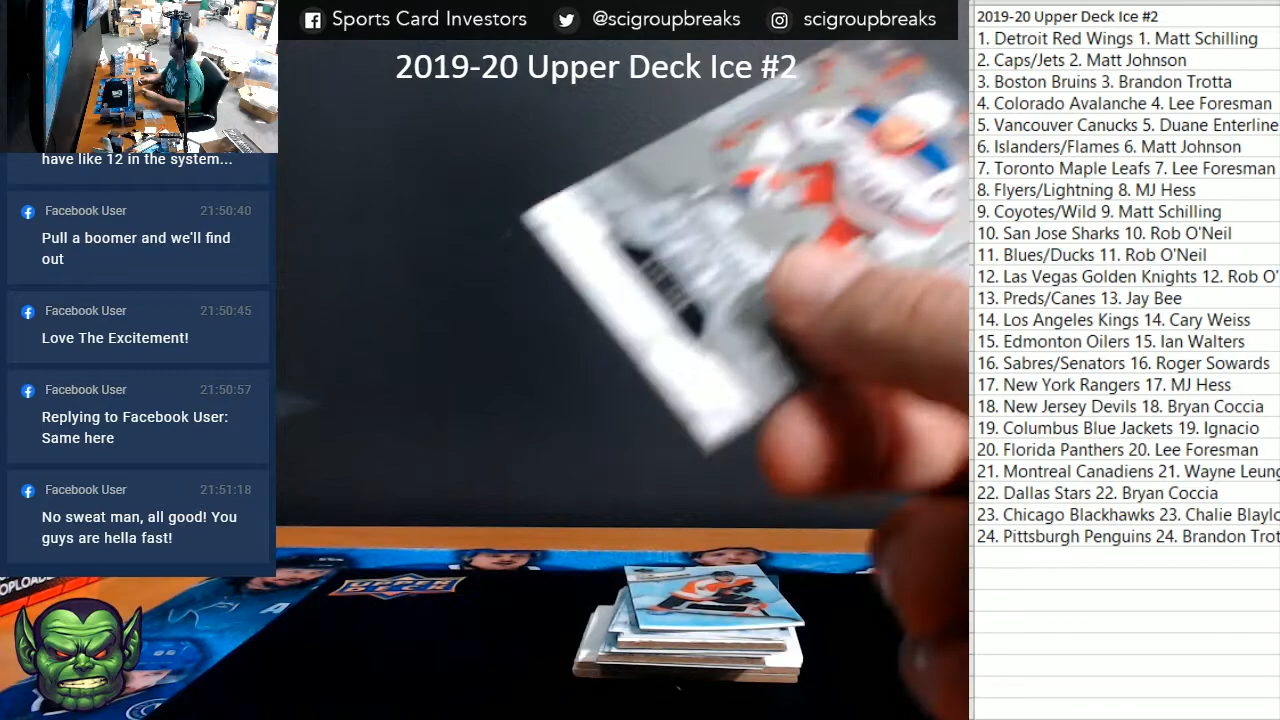 Sports Card Investors
@scigroupbreaks
scigroupbreaks
2019-20 Upper Deck Ice #2
have like 12 in the system...
Facebook User 21:50:40
Pull a boomer and we'll find
out
Facebook User 21:50:45
Love The Excitement!
Facebook User 21:50:57
Replying to Facebook User:
Same here
Facebook User 21:51:18
No sweat man, all good! You
guys are hella fast!
UPPER
DECK
2019-20 Upper Deck Ice #2
1. Detroit Red Wings 1. Matt Schilling
2. Caps/Jets 2. Matt Johnson
3. Boston Bruins 3. Brandon Trotta
4. Colorado Avalanche 4. Lee Foresman
5. Vancouver Canucks 5. Duane Enterline
6. Islanders/Flames 6. Matt Johnson
7. Toronto Maple Leafs 7. Lee Foresman
8. Flyers/Lightning 8. MJ Hess
9. Coyotes/Wild 9. Matt Schilling
10. San Jose Sharks 10. Rob O'Neil
11. Blues/Ducks 11. Rob O'Neil
12. Las Vegas Golden Knights 12. Rob O'
13. Preds/Canes 13. Jay Bee
14. Los Angeles Kings 14. Cary Weiss
15. Edmonton Oilers 15. Ian Walters
16. Sabres/Senators 16. Roger Sowards
17. New York Rangers 17. MJ Hess
18. New Jersey Devils 18. Bryan Coccia
19. Columbus Blue Jackets 19. Ignacio
20. Florida Panthers 20. Lee Foresman
21. Montreal Canadiens 21. Wayne Leung
22. Dallas Stars 22. Bryan Coccia
23. Chicago Blackhawks 23. Chalie Blaylo
24. Pittsburgh Penguins 24. Brandon Trot